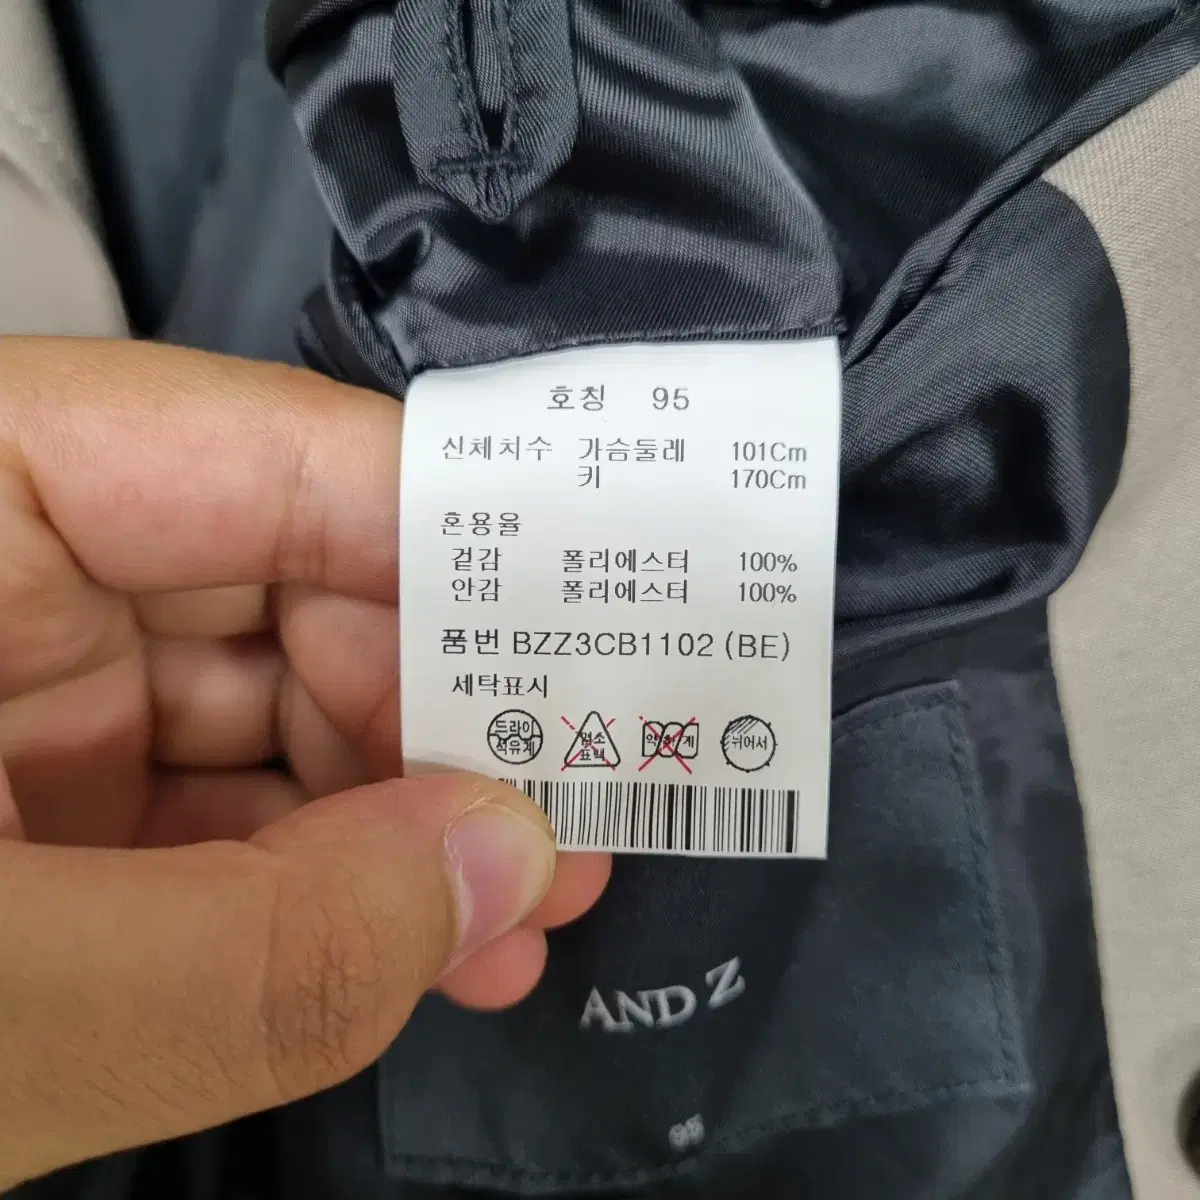 호칭 95
신체치수 가슴둘레 101Cm
키 170Cm
혼용율
겉감 폴리에스터 100%
안감 폴리에스터 100%
품번 BZZ3CB1102 (BE)
세탁표시
드라이
석유계
염소
표백
약하게
뉘어서
AND Z
95